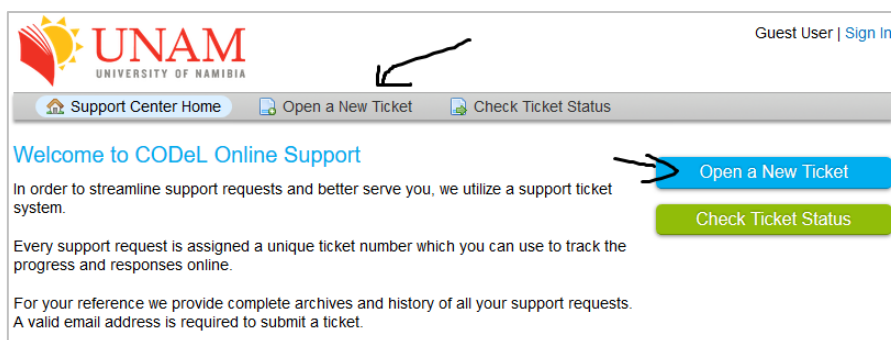 UNAM
UNIVERSITY OF NAMIBIA
Guest User | Sign In
Support Center Home Open a New Ticket Check Ticket Status
Welcome to CODeL Online Support
In order to streamline support requests and better serve you, we utilize a support ticket
system.
Every support request is assigned a unique ticket number which you can use to track the
progress and responses online.
For your reference we provide complete archives and history of all your support requests.
A valid email address is required to submit a ticket.
Open a New Ticket
Check Ticket Status